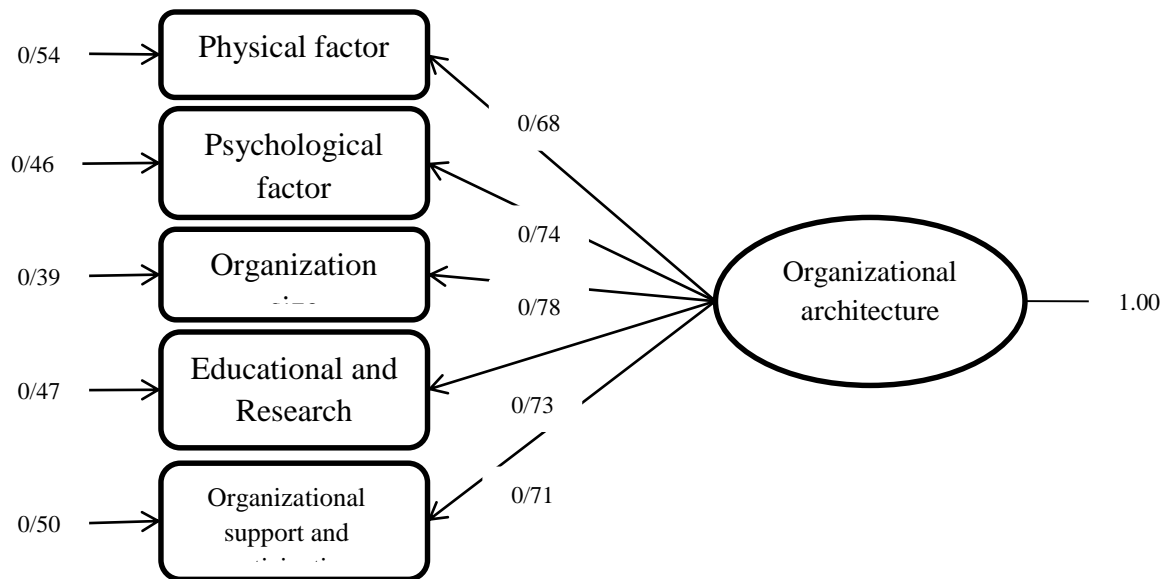 0/54
Physical factor
0/68
0/46
Psychological
factor
0/74
0/39
Organization
0/78
Organizational
architecture
1.00
0/47
Educational and
Research
0/73
0/50
Organizational
support and
0/71